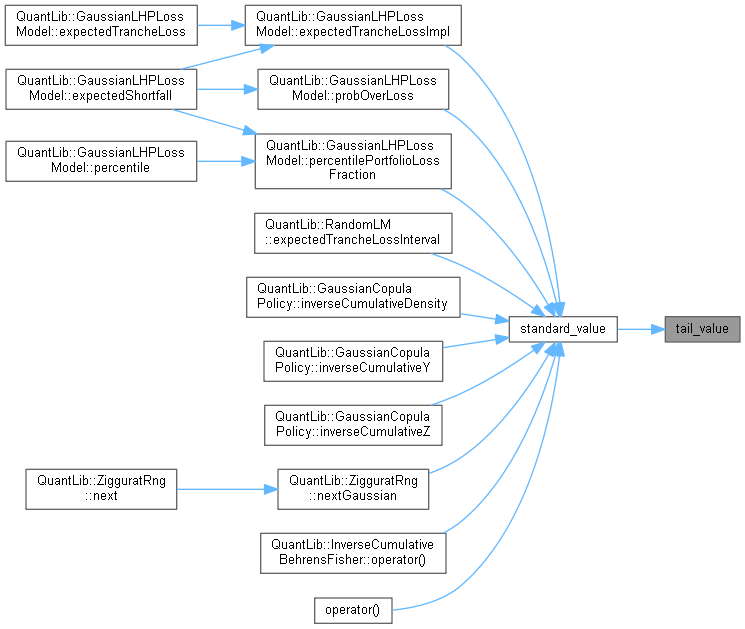 QuantLib::GaussianLHPLoss
Model::expectedTrancheLoss
QuantLib::GaussianLHPLoss
Model::expectedTrancheLossImpl
QuantLib::GaussianLHPLoss
Model::expectedShortfall
QuantLib::GaussianLHPLoss
Model::probOverLoss
QuantLib::GaussianLHPLoss
Model::percentile
QuantLib::GaussianLHPLoss
Model::percentilePortfolioLoss
Fraction
QuantLib::RandomLM
::expectedTrancheLossInterval
QuantLib::GaussianCopula
Policy::inverseCumulativeDensity
standard_value
tail_value
QuantLib::GaussianCopula
Policy::inverseCumulativeY
QuantLib::GaussianCopula
Policy::inverseCumulativeZ
QuantLib::ZigguratRng
::next
QuantLib::ZigguratRng
::nextGaussian
QuantLib::InverseCumulative
BehrensFisher::operator()
operator()